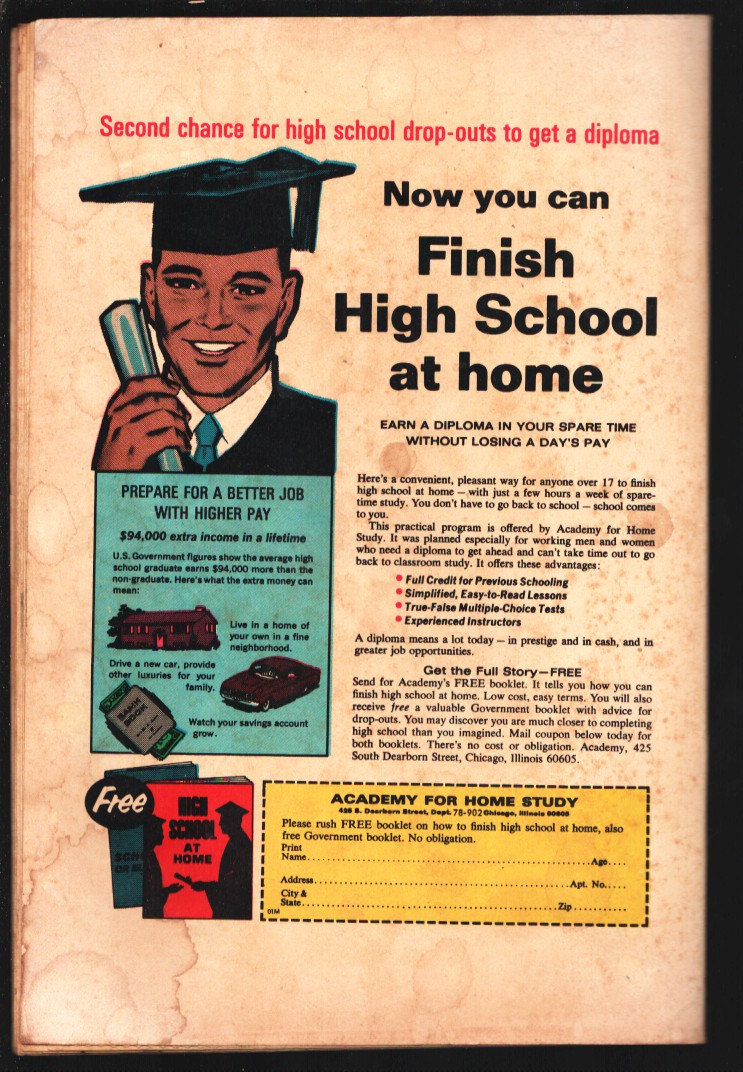 Second chance for high school drop-outs to get a diploma
Now you can
Finish
High School
at home
EARN A DIPLOMA IN YOUR SPARE TIME
WITHOUT LOSING A DAY'S PAY
PREPARE FOR A BETTER JOB
WITH HIGHER PAY
$94,000 extra income in a lifetime
U.S. Government figures show the average high
school graduate earns $94,000 more than the
non-graduate. Here's what the extra money can
mean:
Live in a home of
your own in a fine
neighborhood.
Drive a new car, provide
other luxuries for your
family.
BANK
BOOK
Watch your savings account
grow.
Here's a convenient, pleasant way for anyone over 17 to finish
high school at home — with just a few hours a week of spare-
time study. You don't have to go back to school — school comes
to you.
This practical program is offered by Academy for Home
Study. It was planned especially for working men and women
who need a diploma to get ahead and can't take time out to go
back to classroom study. It offers these advantages:
• Full Credit for Previous Schooling
• Simplified, Easy-to-Read Lessons
• True-False Multiple-Choice Tests
• Experienced Instructors
A diploma means a lot today — in prestige and in cash, and in
greater job opportunities.
Get the Full Story—FREE
Send for Academy's FREE booklet. It tells you how you can
finish high school at home. Low cost, easy terms. You will also
receive free a valuable Government booklet with advice for
drop-outs. You may discover you are much closer to completing
high school than you imagined. Mail coupon below today for
both booklets. There's no cost or obligation. Academy, 425
South Dearborn Street, Chicago, Illinois 60605.
Free
HIGH
SCHOOL
AT
HOME
SCH
OR EL
ACADEMY FOR HOME STUDY
425 S. Dearborn Street, Dept. 78-902 Chicago, Illinois 60605
Please rush FREE booklet on how to finish high school at home, also
free Government booklet. No obligation.
Print
Name........................Age....
Address........................Apt. No.....
City &
State........................Zip...........
01M